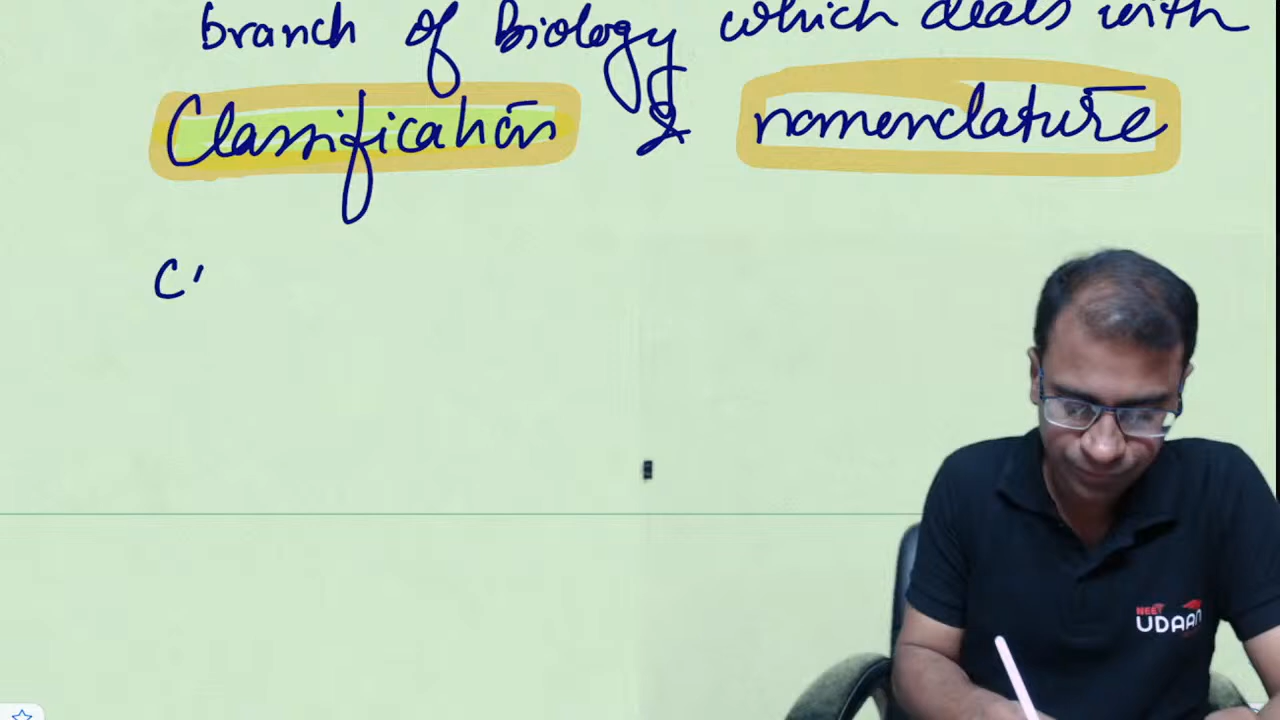 branch of Biology which deals with
Classification & nomenclature
C
NEET
UDAAN